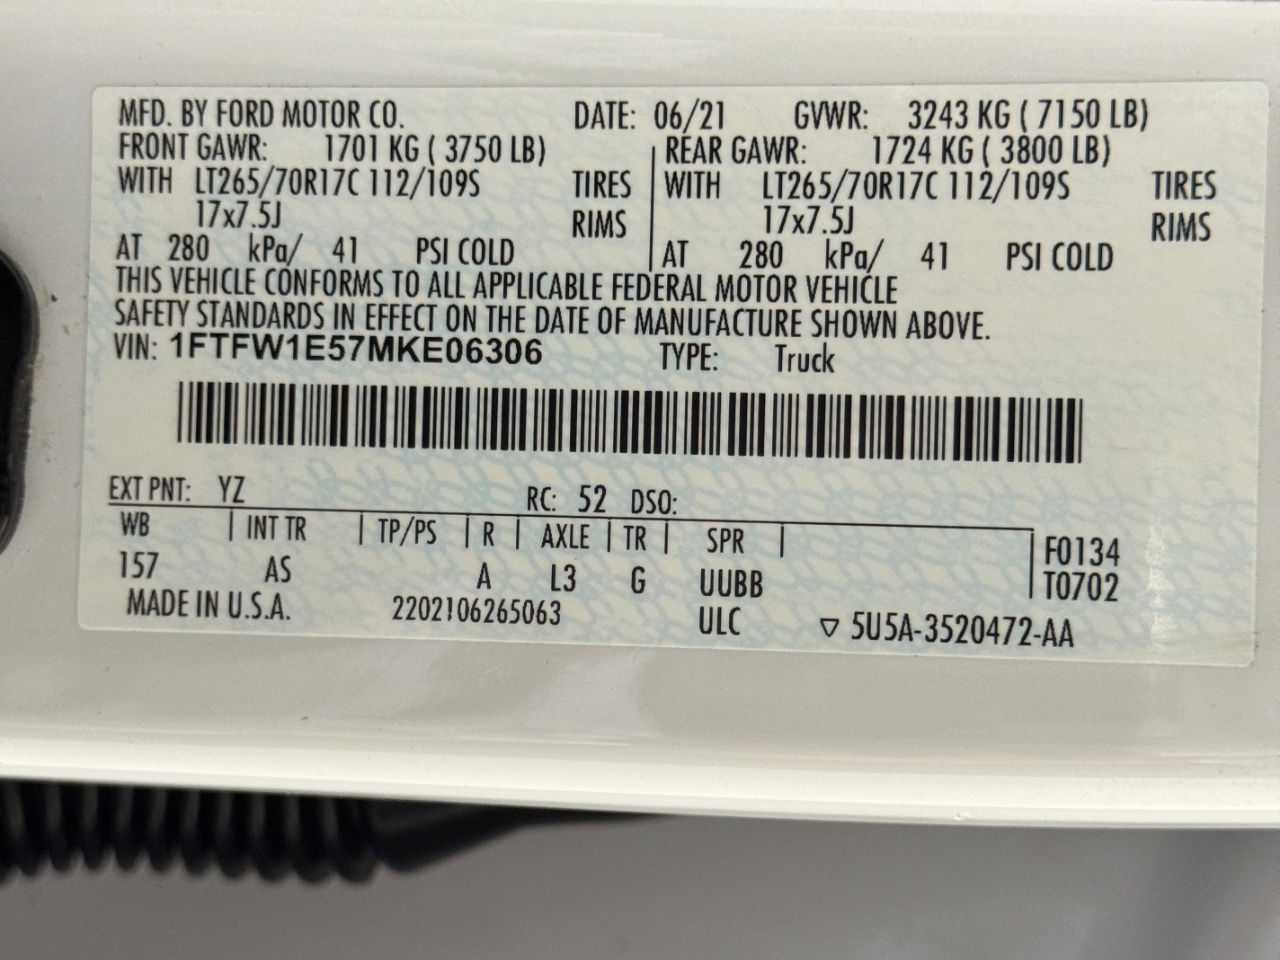 MFD. BY FORD MOTOR CO. DATE: 06/21 GVWR: 3243 KG ( 7150 LB)
FRONT GAWR: 1701 KG ( 3750 LB) REAR GAWR: 1724 KG ( 3800 LB)
WITH LT265/70R17C 112/109S TIRES WITH LT265/70R17C 112/109S TIRES
17x7.5J RIMS 17x7.5J RIMS
AT 280 kPa/ 41 PSI COLD AT 280 kPa/ 41 PSI COLD
THIS VEHICLE CONFORMS TO ALL APPLICABLE FEDERAL MOTOR VEHICLE
SAFETY STANDARDS IN EFFECT ON THE DATE OF MANUFACTURE SHOWN ABOVE.
VIN: 1FTFW1E57MKE06306 TYPE: Truck
EXT PNT: YZ RC: 52 DSO:
WB INT TR TP/PS R AXLE TR SPR F0134
157 AS A L3 G UUBB T0702
MADE IN U.S.A. 2202106265063 ULC ▽ 5U5A-3520472-AA